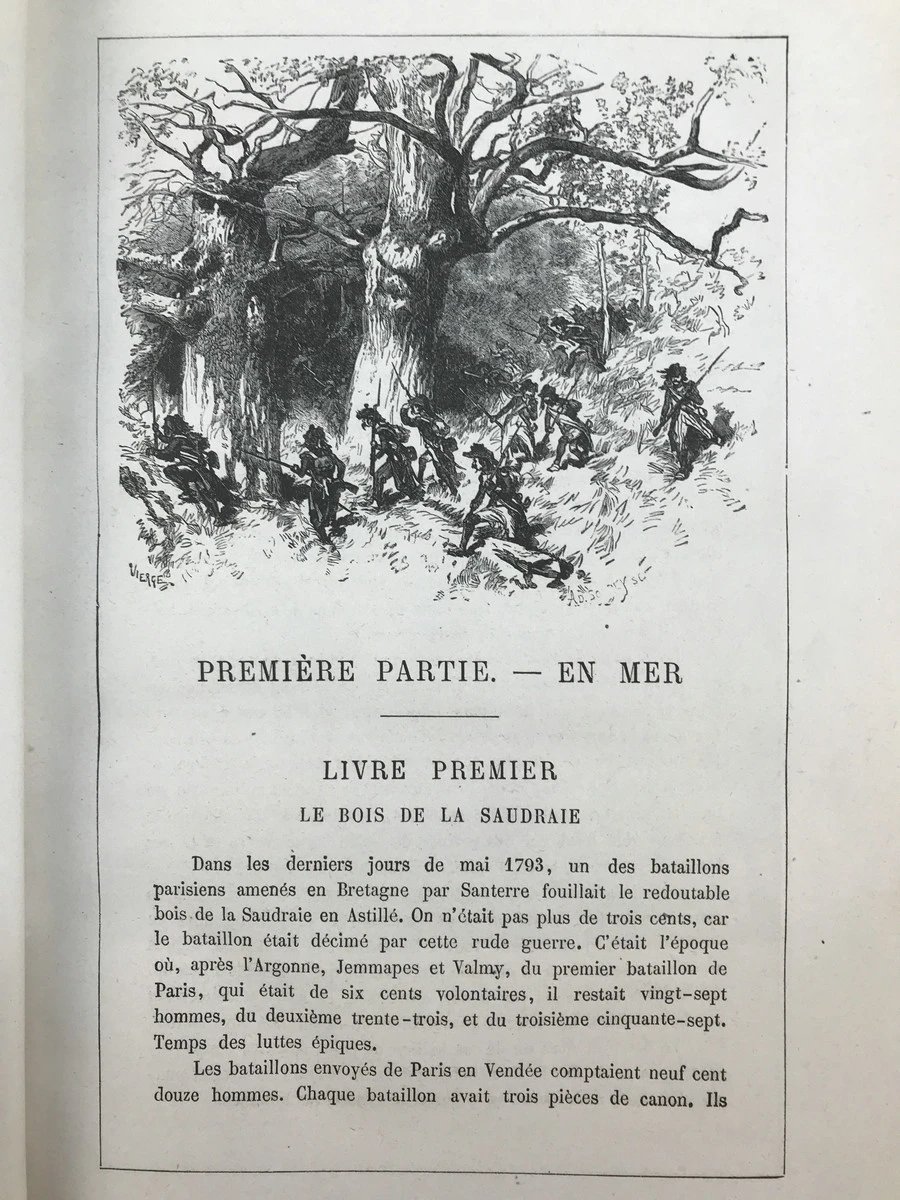 VIERGE
PREMIÈRE PARTIE. — EN MER
LIVRE PREMIER
LE BOIS DE LA SAUDRAIE
Dans les derniers jours de mai 1793, un des bataillons
parisiens amenés en Bretagne par Santerre fouillait le redoutable
bois de la Saudraie en Astillé. On n'était pas plus de trois cents, car
le bataillon était décimé par cette rude guerre. C'était l'époque
où, après l'Argonne, Jemmapes et Valmy, du premier bataillon de
Paris, qui était de six cents volontaires, il restait vingt-sept
hommes, du deuxième trente-trois, et du troisième cinquante-sept.
Temps des luttes épiques.
Les bataillons envoyés de Paris en Vendée comptaient neuf cent
douze hommes. Chaque bataillon avait trois pièces de canon. Ils